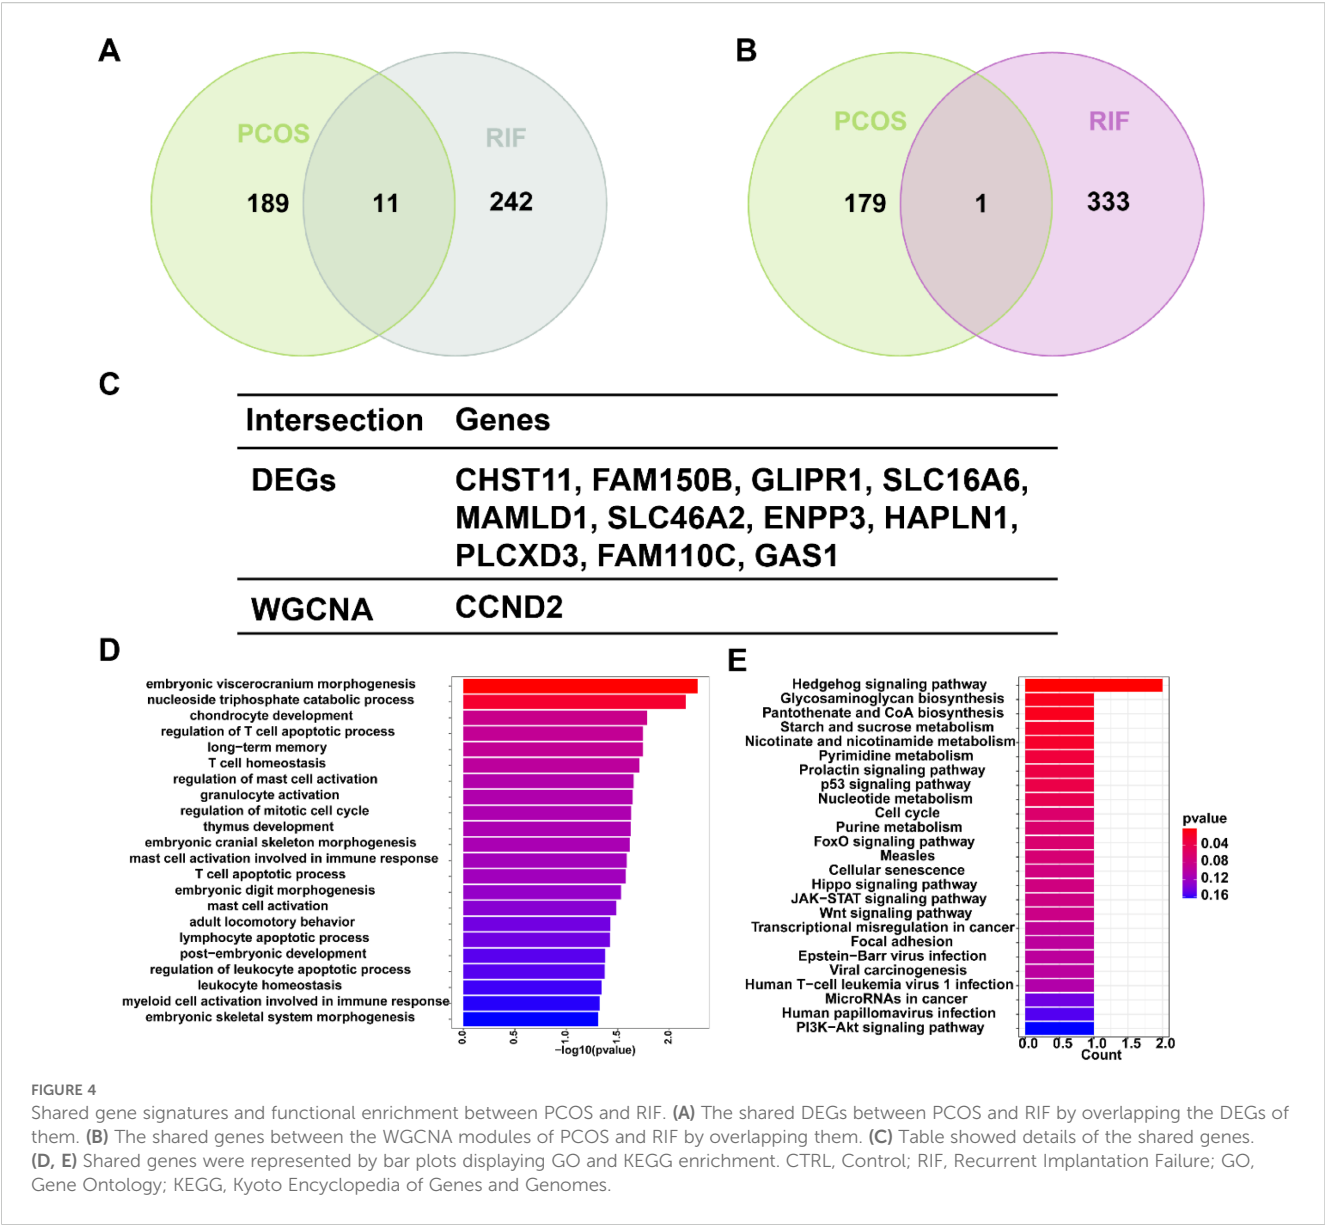 A
PCOS
RIF
189
11
242
B
PCOS
RIF
179
1
333
C
Intersection Genes
DEGs CHST11, FAM150B, GLIPR1, SLC16A6,
MAMLD1, SLC46A2, ENPP3, HAPLN1,
PLCXD3, FAM110C, GAS1
WGCNA CCND2
D
embryonic viscerocranium morphogenesis
nucleoside triphosphate catabolic process
chondrocyte development
regulation of T cell apoptotic process
long−term memory
T cell homeostasis
regulation of mast cell activation
granulocyte activation
regulation of mitotic cell cycle
thymus development
embryonic cranial skeleton morphogenesis
mast cell activation involved in immune response
T cell apoptotic process
embryonic digit morphogenesis
mast cell activation
adult locomotory behavior
lymphocyte apoptotic process
post−embryonic development
regulation of leukocyte apoptotic process
leukocyte homeostasis
myeloid cell activation involved in immune response
embryonic skeletal system morphogenesis
0.0 0.5 1.0 1.5 2.0
−log10(pvalue)
E
Hedgehog signaling pathway
Glycosaminoglycan biosynthesis
Pantothenate and CoA biosynthesis
Starch and sucrose metabolism
Nicotinate and nicotinamide metabolism
Pyrimidine metabolism
Prolactin signaling pathway
p53 signaling pathway
Nucleotide metabolism
Cell cycle
Purine metabolism
FoxO signaling pathway
Measles
Cellular senescence
Hippo signaling pathway
JAK−STAT signaling pathway
Wnt signaling pathway
Transcriptional misregulation in cancer
Focal adhesion
Epstein−Barr virus infection
Viral carcinogenesis
Human T−cell leukemia virus 1 infection
MicroRNAs in cancer
Human papillomavirus infection
PI3K−Akt signaling pathway
0.0 0.5 1.0 1.5 2.0
Count
pvalue
0.04
0.08
0.12
0.16
FIGURE 4
Shared gene signatures and functional enrichment between PCOS and RIF. (A) The shared DEGs between PCOS and RIF by overlapping the DEGs of
them. (B) The shared genes between the WGCNA modules of PCOS and RIF by overlapping them. (C) Table showed details of the shared genes.
(D, E) Shared genes were represented by bar plots displaying GO and KEGG enrichment. CTRL, Control; RIF, Recurrent Implantation Failure; GO,
Gene Ontology; KEGG, Kyoto Encyclopedia of Genes and Genomes.